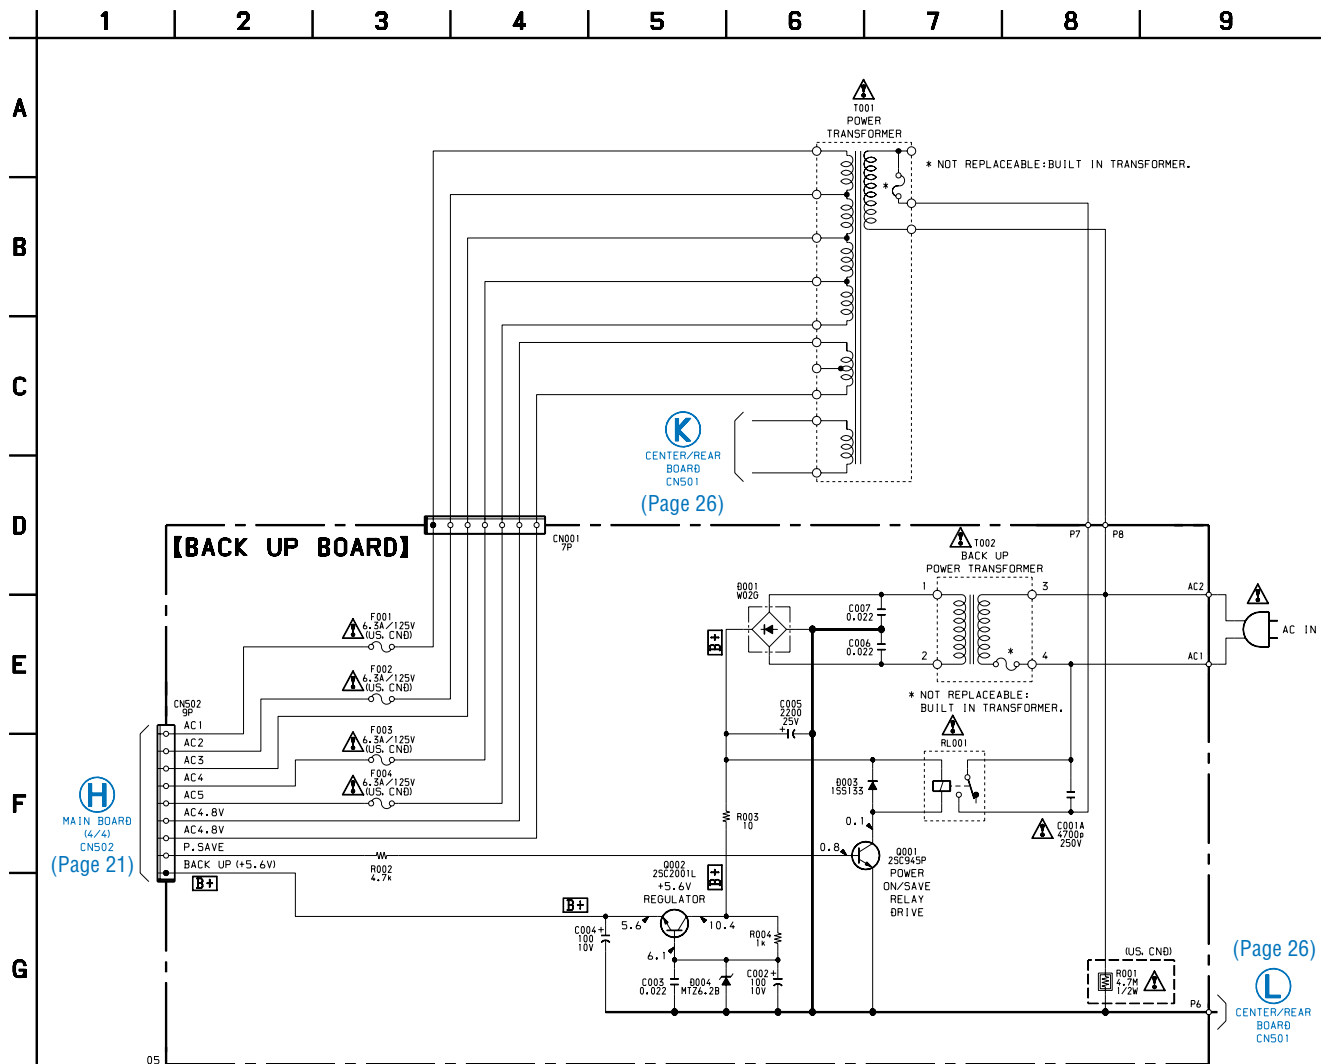 1 2 3 4 5 6 7 8 9
A
T001
POWER
TRANSFORMER
* NOT REPLACEABLE:BUILT IN TRANSFORMER.
*
B
C
K
CENTER/REAR
BOARD
CN501
(Page 26)
D
【BACK UP BOARD】
CN001
7P
P7 P8
T002
BACK UP
POWER TRANSFORMER
D001
W02G
1 3
AC2
C007
0.022
C006
0.022
F001
6.3A/125V
(US, CND)
B+
AC IN
E
2 4
*
AC1
F002
6.3A/125V
(US, CND)
* NOT REPLACEABLE:
BUILT IN TRANSFORMER.
CN502
9P
C005
2200
25V
+
AC1
AC2
AC3
AC4
AC5
AC4.8V
AC4.8V
P.SAVE
BACK UP (+5.6V)
B+
F003
6.3A/125V
(US, CND)
F004
6.3A/125V
(US, CND)
RL001
D003
1SS133
F
H
MAIN BOARD
(4/4)
CN502
(Page 21)
R003
10
0.1
C001A
4700p
250V
0.8
Q001
2SC945P
POWER
ON/SAVE
RELAY
DRIVE
R002
4.7k
Q002
2SC2001L
+5.6V
REGULATOR
B+
B+
5.6
10.4
6.1
C004
100
10V
+
R004
1k
G
C003
0.022
D004
MTZ6.2B
C002
100
10V
+
(US, CND)
R001
4.7M
1/2W
P6
(Page 26)
L
CENTER/REAR
BOARD
CN501
05